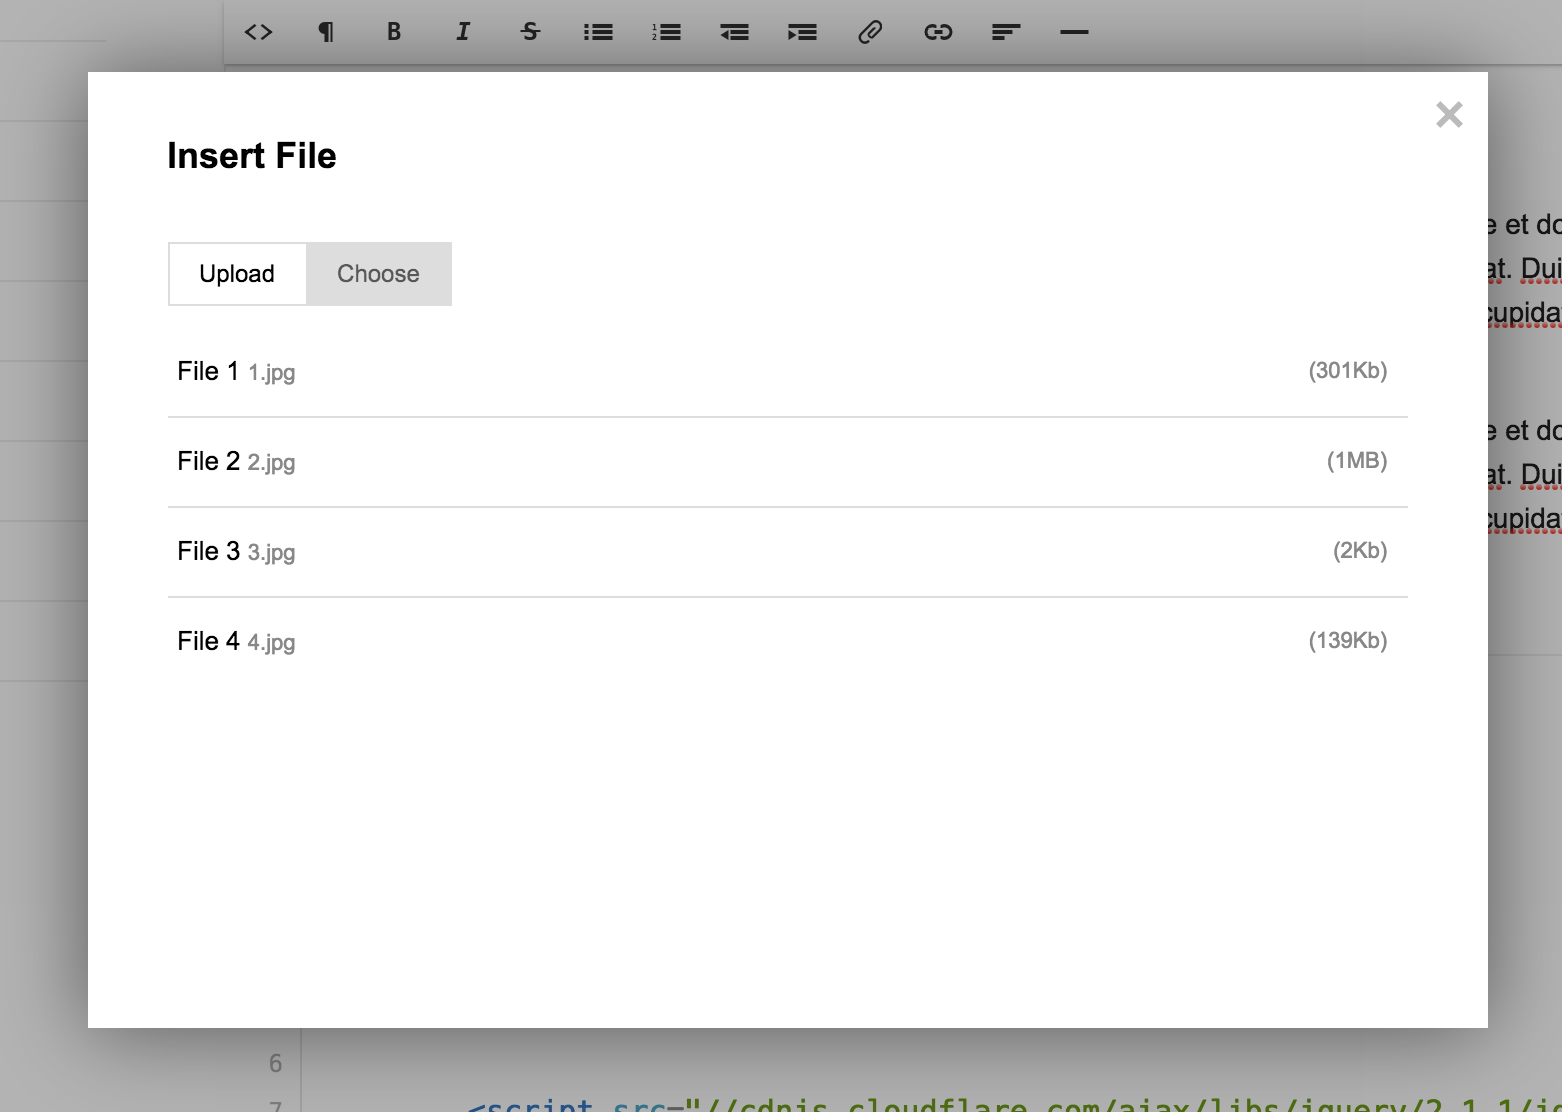 <> ¶ B I S
Insert File
×
Upload Choose
e et do
at. Dui
cupida
File 1 1.jpg (301Kb)
File 2 2.jpg (1MB)
e et do
at. Dui
cupida
File 3 3.jpg (2Kb)
File 4 4.jpg (139Kb)
6
7 <script src="//cdnjs.cloudflare.com/ajax/libs/jquery/2.1.1/j